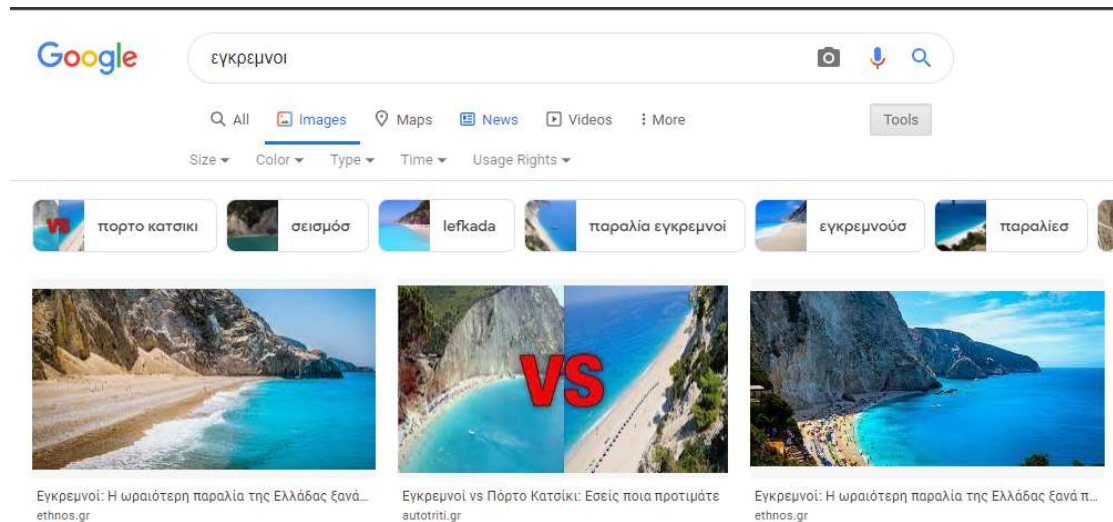 Google
εγκρεμνοι
All Images Maps News Videos More
Tools
Size Color Type Time Usage Rights
VS πορτο κατσικι σεισμόσ lefkada παραλία εγκρεμνοί εγκρεμνούσ παραλίεσ
VS
Εγκρεμνοί: Η ωραιότερη παραλία της Ελλάδας ξανά...
ethnos.gr
Εγκρεμνοί vs Πόρτο Κατσίκι: Εσείς ποια προτιμάτε
autotriti.gr
Εγκρεμνοί: Η ωραιότερη παραλία της Ελλάδας ξανά π...
ethnos.gr